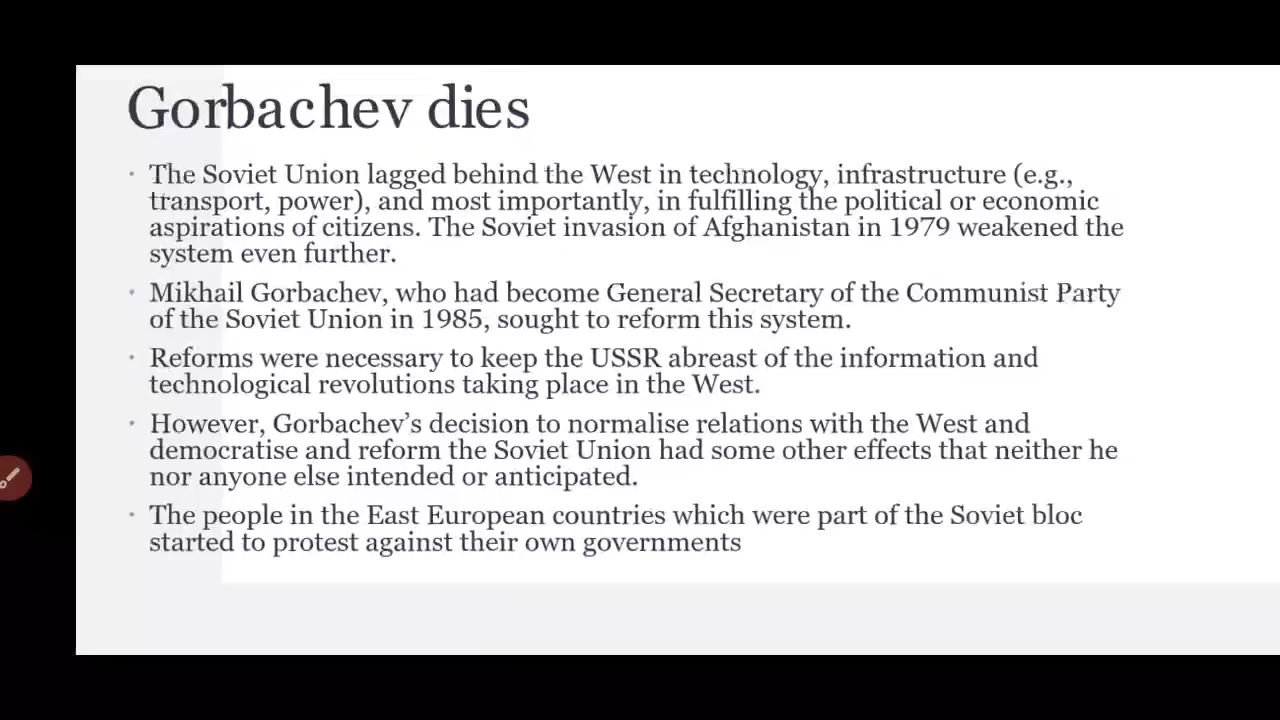 Gorbachev dies
· The Soviet Union lagged behind the West in technology, infrastructure (e.g.,
transport, power), and most importantly, in fulfilling the political or economic
aspirations of citizens. The Soviet invasion of Afghanistan in 1979 weakened the
system even further.
· Mikhail Gorbachev, who had become General Secretary of the Communist Party
of the Soviet Union in 1985, sought to reform this system.
· Reforms were necessary to keep the USSR abreast of the information and
technological revolutions taking place in the West.
· However, Gorbachev’s decision to normalise relations with the West and
democratise and reform the Soviet Union had some other effects that neither he
nor anyone else intended or anticipated.
· The people in the East European countries which were part of the Soviet bloc
started to protest against their own governments